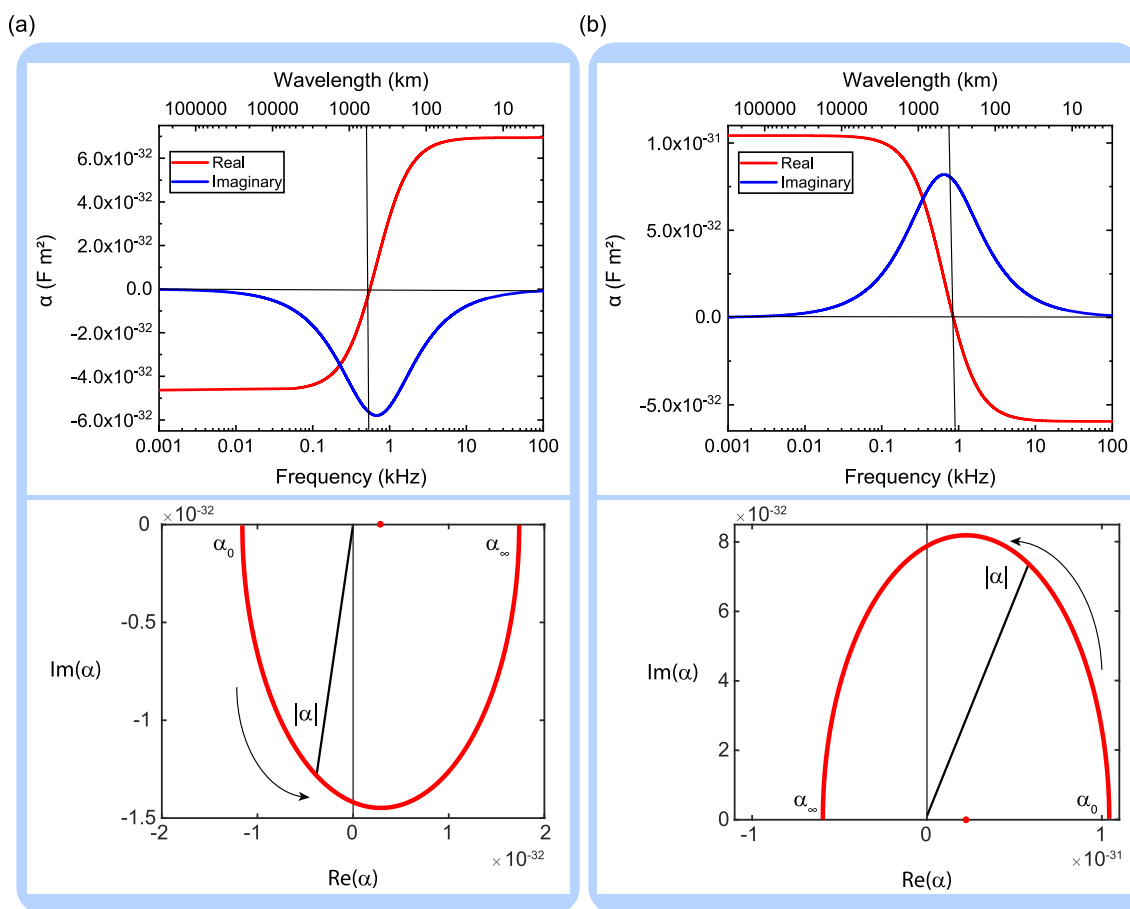 (a)
Wavelength (km)
100000 10000 1000 100 10
6.0x10⁻³²
4.0x10⁻³²
2.0x10⁻³²
0.0
-2.0x10⁻³²
-4.0x10⁻³²
-6.0x10⁻³²
α (F m²)
Real
Imaginary
0.001 0.01 0.1 1 10 100
Frequency (kHz)
×10⁻³²
0
-0.5
-1
-1.5
Im(α)
α₀
α∞
|α|
-2 -1 0 1 2
×10⁻³²
Re(α)
(b)
Wavelength (km)
100000 10000 1000 100 10
1.0x10⁻³¹
5.0x10⁻³²
0.0
-5.0x10⁻³²
α (F m²)
Real
Imaginary
0.001 0.01 0.1 1 10 100
Frequency (kHz)
×10⁻³²
8
6
4
2
0
Im(α)
|α|
α∞
α₀
-1 0 1
×10⁻³¹
Re(α)